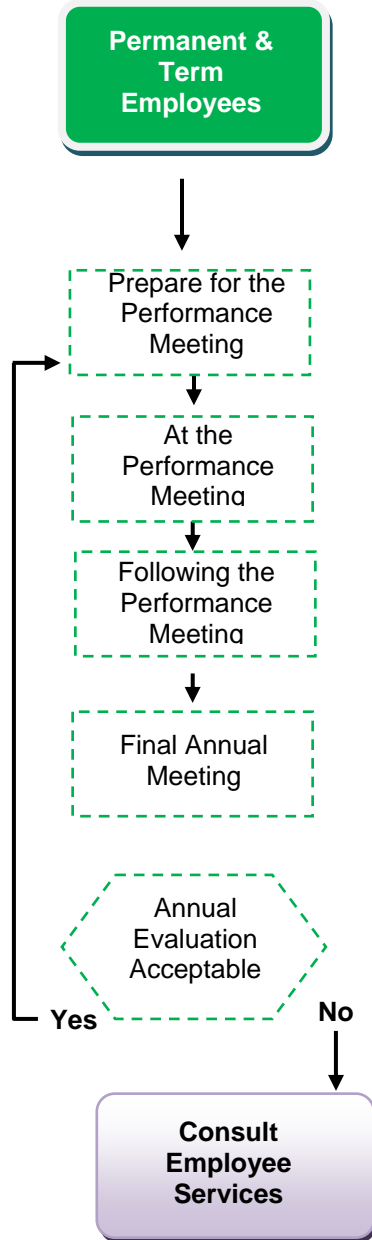 Permanent &
Term
Employees
Prepare for the
Performance
Meeting
At the
Performance
Meeting
Following the
Performance
Meeting
Final Annual
Meeting
Annual
Evaluation
Acceptable
Yes
No
Consult
Employee
Services